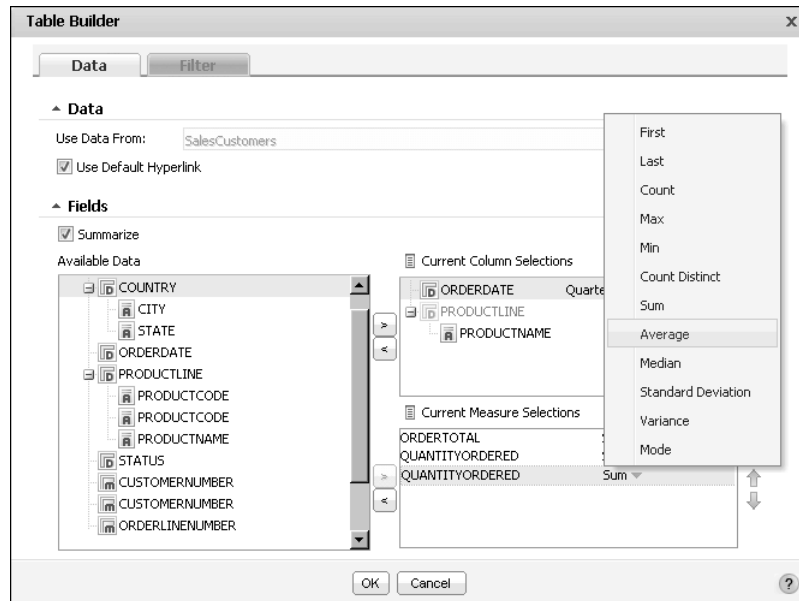 Table Builder x
Data Filter
Data
Use Data From: SalesCustomers
Use Default Hyperlink
Fields
Summarize
Available Data
COUNTRY
CITY
STATE
ORDERDATE
PRODUCTLINE
PRODUCTCODE
PRODUCTCODE
PRODUCTNAME
STATUS
CUSTOMERNUMBER
CUSTOMERNUMBER
ORDERLINENUMBER
> <
Current Column Selections
ORDERDATE Quarte
PRODUCTLINE
PRODUCTNAME
> <
Current Measure Selections
ORDERTOTAL
QUANTITYORDERED
QUANTITYORDERED Sum
First
Last
Count
Max
Min
Count Distinct
Sum
Average
Median
Standard Deviation
Variance
Mode
OK Cancel ?